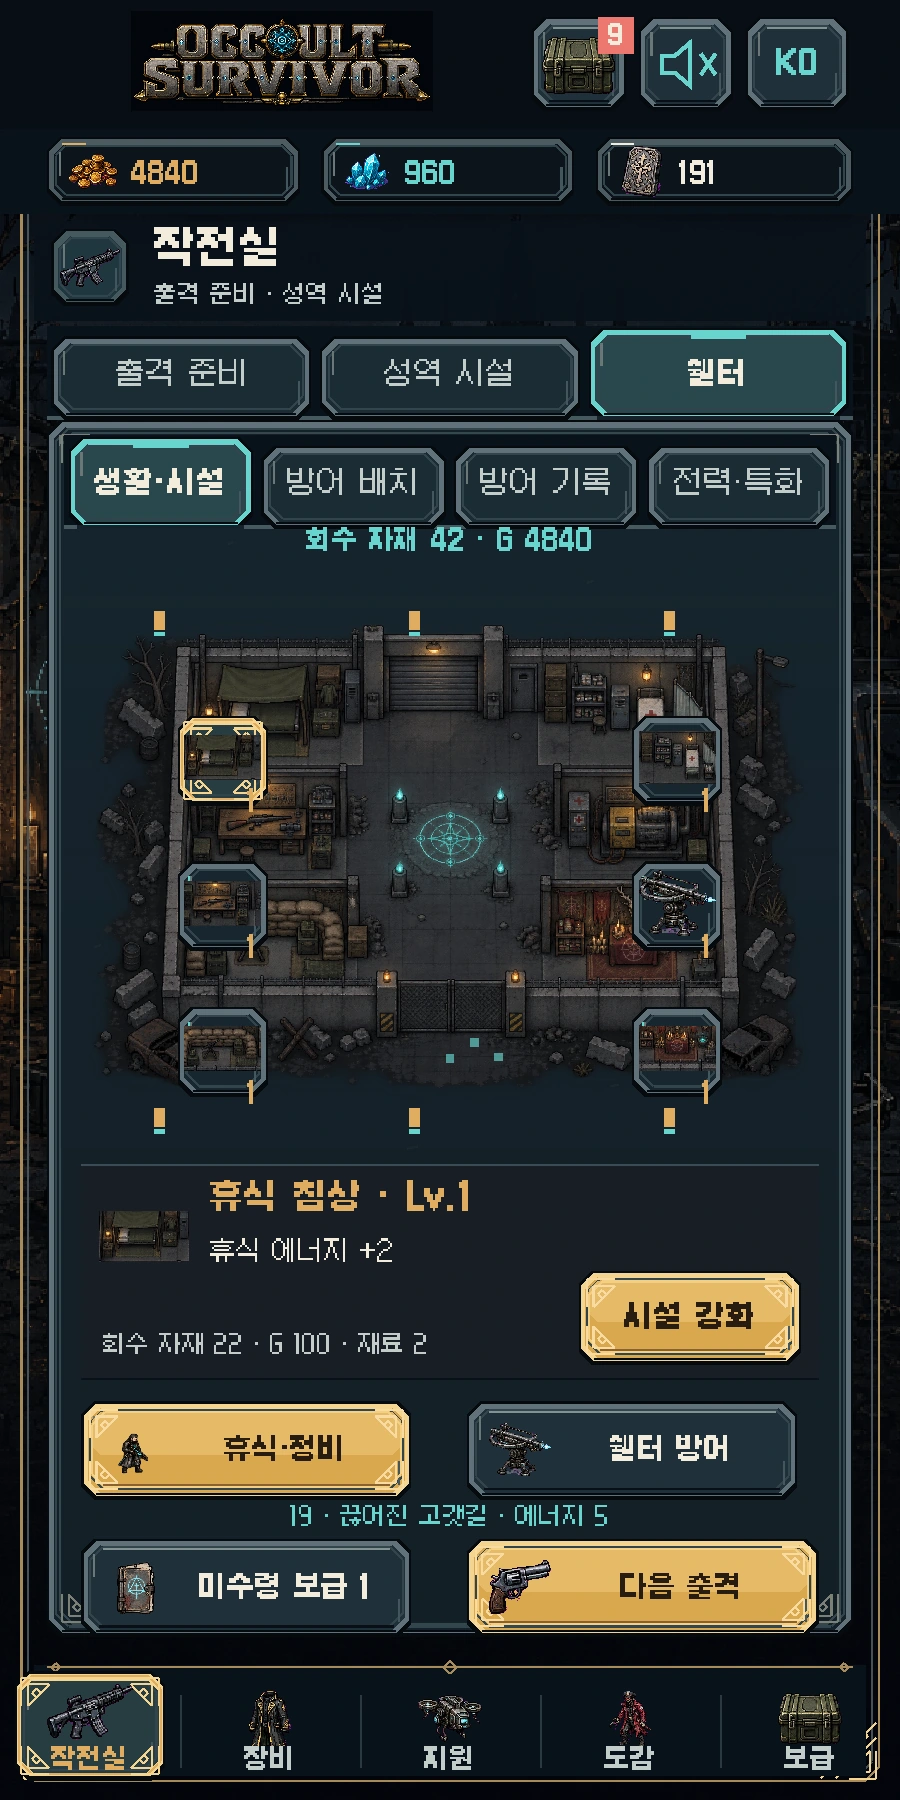 OCCULT
SURVIVOR
9
KO
4840
960
191
작전실
출격 준비 · 성역 시설
출격 준비
성역 시설
쉘터
생활·시설
방어 배치
방어 기록
전력·특화
회수 자재 42 · G 4840
1
1
1
1
1
1
휴식 침상 · Lv.1
휴식 에너지 +2
시설 강화
회수 자재 22 · G 100 · 재료 2
휴식·정비
쉘터 방어
19 · 끊어진 고갯길 · 에너지 5
미수령 보급 1
다음 출격
작전실
장비
지원
도감
보급